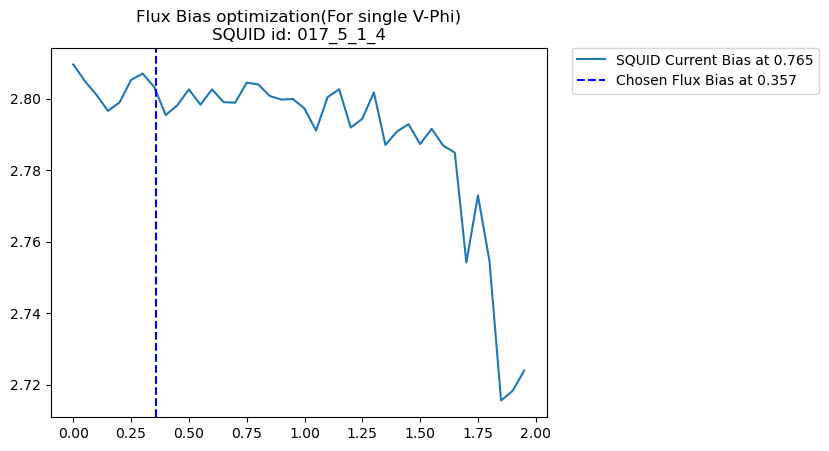 Flux Bias optimization(For single V-Phi)
SQUID id: 017_5_1_4
SQUID Current Bias at 0.765
Chosen Flux Bias at 0.357
2.80
2.78
2.76
2.74
2.72
0.00 0.25 0.50 0.75 1.00 1.25 1.50 1.75 2.00